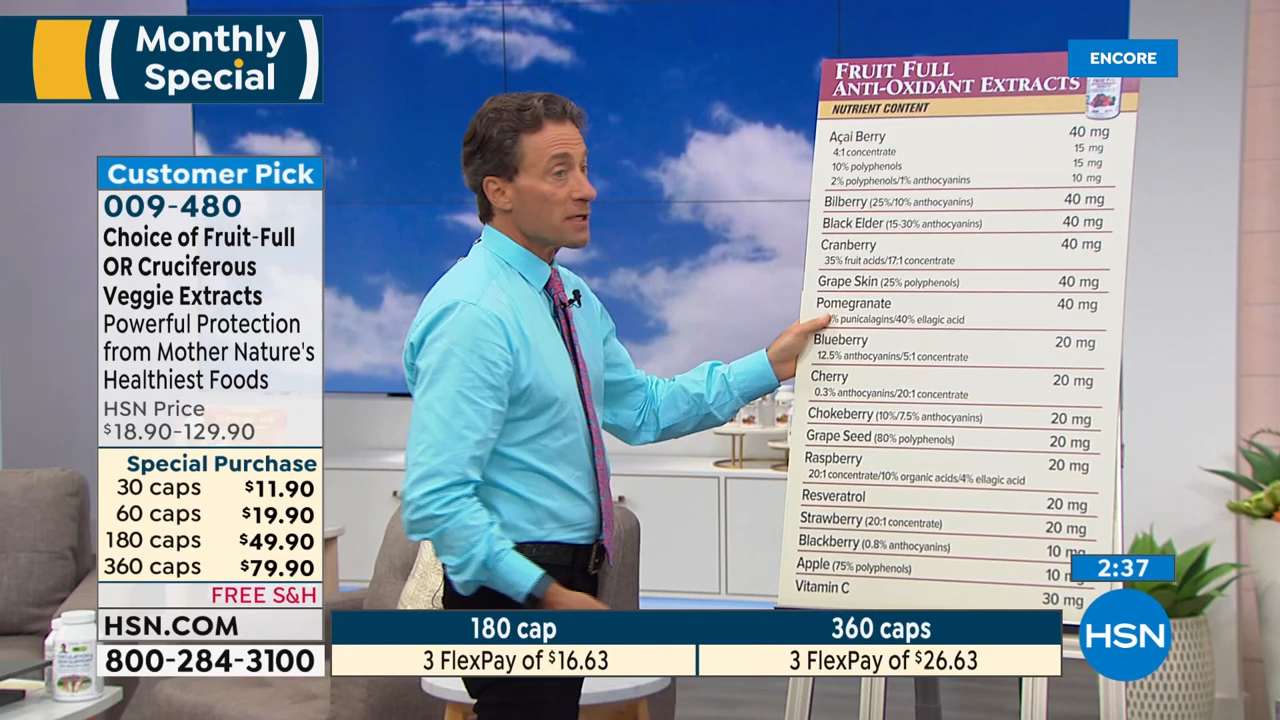 Monthly
Special
ENCORE
Customer Pick
009-480
Choice of Fruit-Full
OR Cruciferous
Veggie Extracts
Powerful Protection
from Mother Nature's
Healthiest Foods
HSN Price
$18.90-129.90
Special Purchase
30 caps $11.90
60 caps $19.90
180 caps $49.90
360 caps $79.90
FREE S&H
HSN.COM
800-284-3100
FRUIT FULL
ANTI-OXIDANT EXTRACTS
NUTRIENT CONTENT
Açai Berry 40 mg
4:1 concentrate 15 mg
10% polyphenols 15 mg
2% polyphenols/1% anthocyanins 10 mg
Bilberry (25%/10% anthocyanins) 40 mg
Black Elder (15-30% anthocyanins) 40 mg
Cranberry 40 mg
35% fruit acids/17:1 concentrate
Grape Skin (25% polyphenols) 40 mg
Pomegranate 40 mg
% punicalagins/40% ellagic acid
Blueberry 20 mg
12.5% anthocyanins/5:1 concentrate
Cherry 20 mg
0.3% anthocyanins/20:1 concentrate
Chokeberry (10%/7.5% anthocyanins) 20 mg
Grape Seed (80% polyphenols) 20 mg
Raspberry 20 mg
20:1 concentrate/10% organic acids/4% ellagic acid
Resveratrol 20 mg
Strawberry (20:1 concentrate) 20 mg
Blackberry (0.8% anthocyanins) 10 mg
Apple (75% polyphenols) 10 m
Vitamin C 30 mg
2:37
HSN
180 cap 360 caps
3 FlexPay of $16.63 3 FlexPay of $26.63